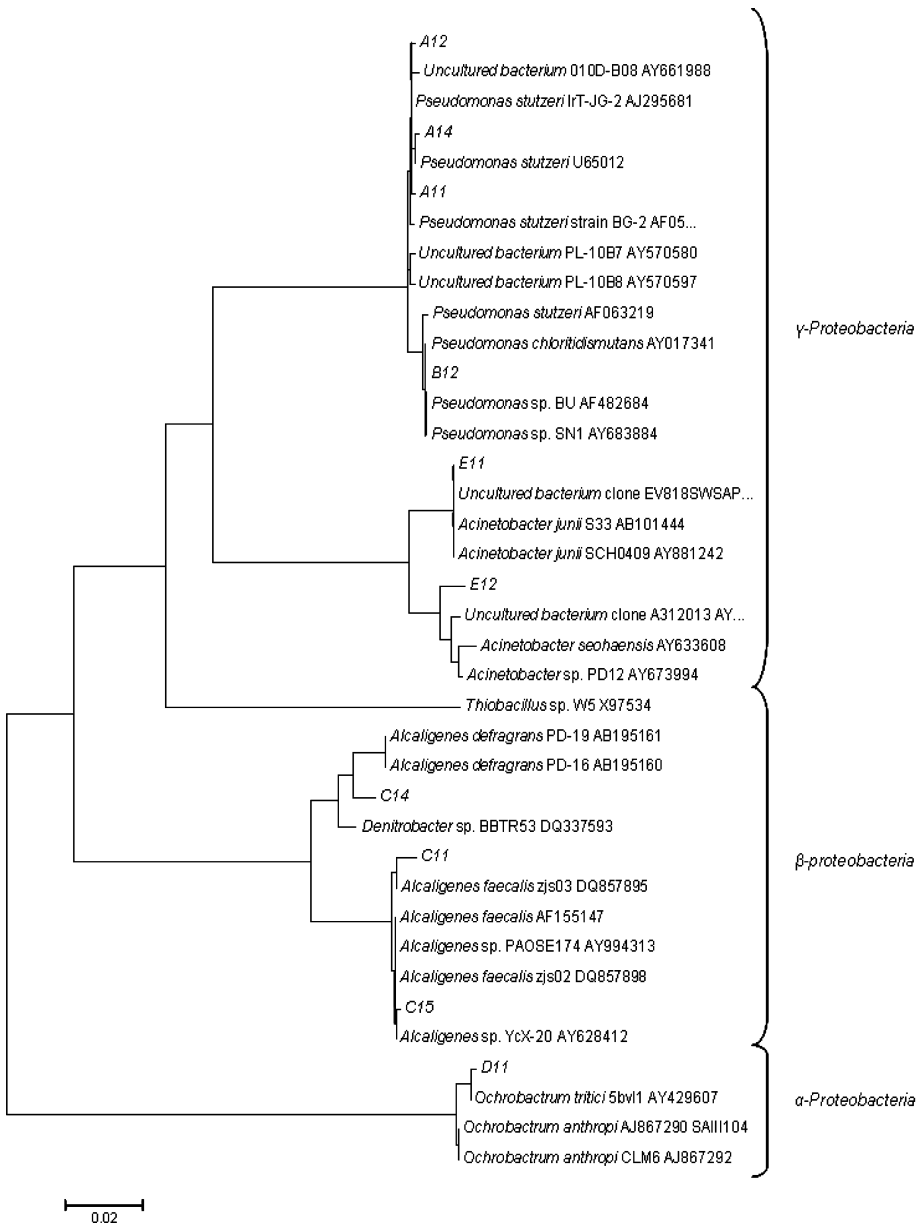 A12
Uncultured bacterium 010D-B08 AY661988
Pseudomonas stutzeri IrT-JG-2 AJ295681
A14
Pseudomonas stutzeri U65012
A11
Pseudomonas stutzeri strain BG-2 AF05...
Uncultured bacterium PL-10B7 AY570580
Uncultured bacterium PL-10B8 AY570597
Pseudomonas stutzeri AF063219
Pseudomonas chloritidismutans AY017341
B12
Pseudomonas sp. BU AF482684
Pseudomonas sp. SN1 AY683884
γ-Proteobacteria
E11
Uncultured bacterium clone EV818SWSAP...
Acinetobacter junii S33 AB101444
Acinetobacter junii SCH0409 AY881242
E12
Uncultured bacterium clone A312013 AY...
Acinetobacter seohaensis AY633608
Acinetobacter sp. PD12 AY673994
Thiobacillus sp. W5 X97534
Alcaligenes defragrans PD-19 AB195161
Alcaligenes defragrans PD-16 AB195160
C14
Denitrobacter sp. BBTR53 DQ337593
C11
β-proteobacteria
Alcaligenes faecalis zjs03 DQ857895
Alcaligenes faecalis AF155147
Alcaligenes sp. PAOSE174 AY994313
Alcaligenes faecalis zjs02 DQ857898
C15
Alcaligenes sp. YcX-20 AY628412
D11
Ochrobactrum tritici 5bvl1 AY429607
α-Proteobacteria
Ochrobactrum anthropi AJ867290 SAIII104
Ochrobactrum anthropi CLM6 AJ867292
0.02